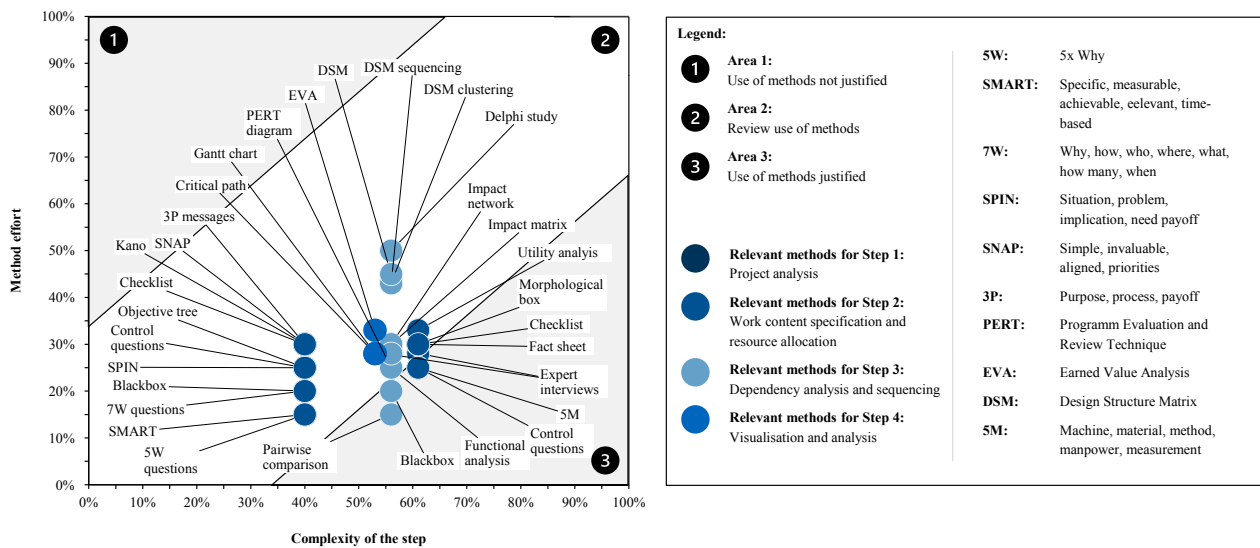 100%
90%
80%
70%
60%
50%
40%
30%
20%
10%
0%
Method effort
0%
10%
20%
30%
40%
50%
60%
70%
80%
90%
100%
Complexity of the step
1
2
3
DSM
DSM sequencing
DSM clustering
EVA
Delphi study
PERT
diagram
Gantt chart
Critical path
Impact
network
3P messages
Impact matrix
Kano
SNAP
Utility analyis
Checklist
Morphological
box
Objective tree
Checklist
Control
questions
Fact sheet
SPIN
Expert
interviews
Blackbox
7W questions
5M
SMART
Control
questions
5W
questions
Pairwise
comparison
Blackbox
Functional
analysis
Legend:
1
Area 1:
Use of methods not justified
2
Area 2:
Review use of methods
3
Area 3:
Use of methods justified
Relevant methods for Step 1:
Project analysis
Relevant methods for Step 2:
Work content specification and
resource allocation
Relevant methods for Step 3:
Dependency analysis and sequencing
Relevant methods for Step 4:
Visualisation and analysis
5W: 5x Why
SMART: Specific, measurable,
achievable, eelevant, time-
based
7W: Why, how, who, where, what,
how many, when
SPIN: Situation, problem,
implication, need payoff
SNAP: Simple, invaluable,
aligned, priorities
3P: Purpose, process, payoff
PERT: Programm Evaluation and
Review Technique
EVA: Earned Value Analysis
DSM: Design Structure Matrix
5M: Machine, material, method,
manpower, measurement